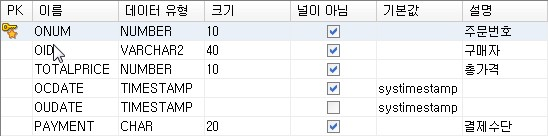 PK 이름 데이터 유형 크기 널이 아님 기본값 설명
ONUM NUMBER 10 주문번호
OID VARCHAR2 40 구매자
TOTALPRICE NUMBER 10 총가격
OCDATE TIMESTAMP systimestamp
OUDATE TIMESTAMP systimestamp
PAYMENT CHAR 20 결제수단